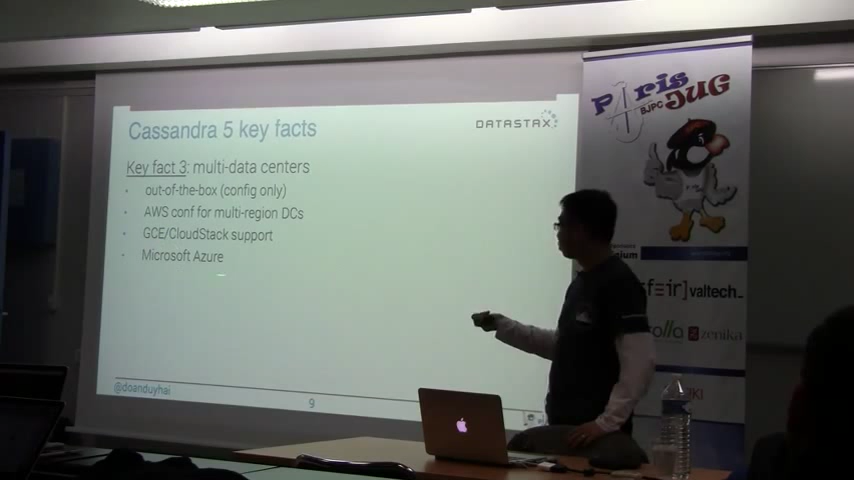 Cassandra 5 key facts
DATASTAX
Key fact 3: multi-data centers
• out-of-the-box (config only)
• AWS conf for multi-region DCs
• GCE/CloudStack support
• Microsoft Azure
@doanduyhai
9
Paris
BJPC JUG
valtech_
zenika